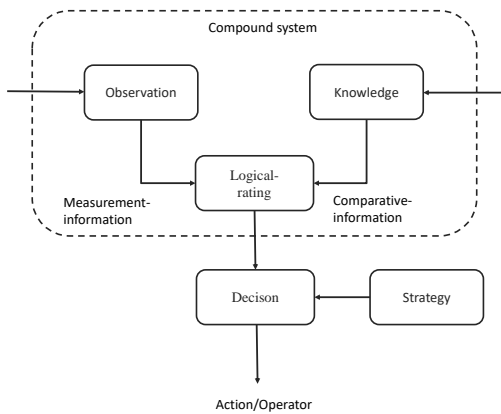 Compound system
Observation
Knowledge
Logical-
rating
Measurement-
information
Comparative-
information
Decison
Strategy
Action/Operator